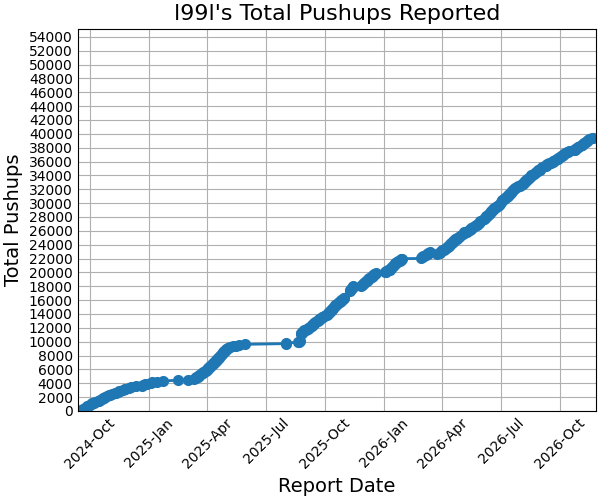 I99I's Total Pushups Reported
Total Pushups
54000
52000
50000
48000
46000
44000
42000
40000
38000
36000
34000
32000
30000
28000
26000
24000
22000
20000
18000
16000
14000
12000
10000
8000
6000
4000
2000
0
2024-Oct
2025-Jan
2025-Apr
2025-Jul
2025-Oct
2026-Jan
2026-Apr
2026-Jul
2026-Oct
Report Date